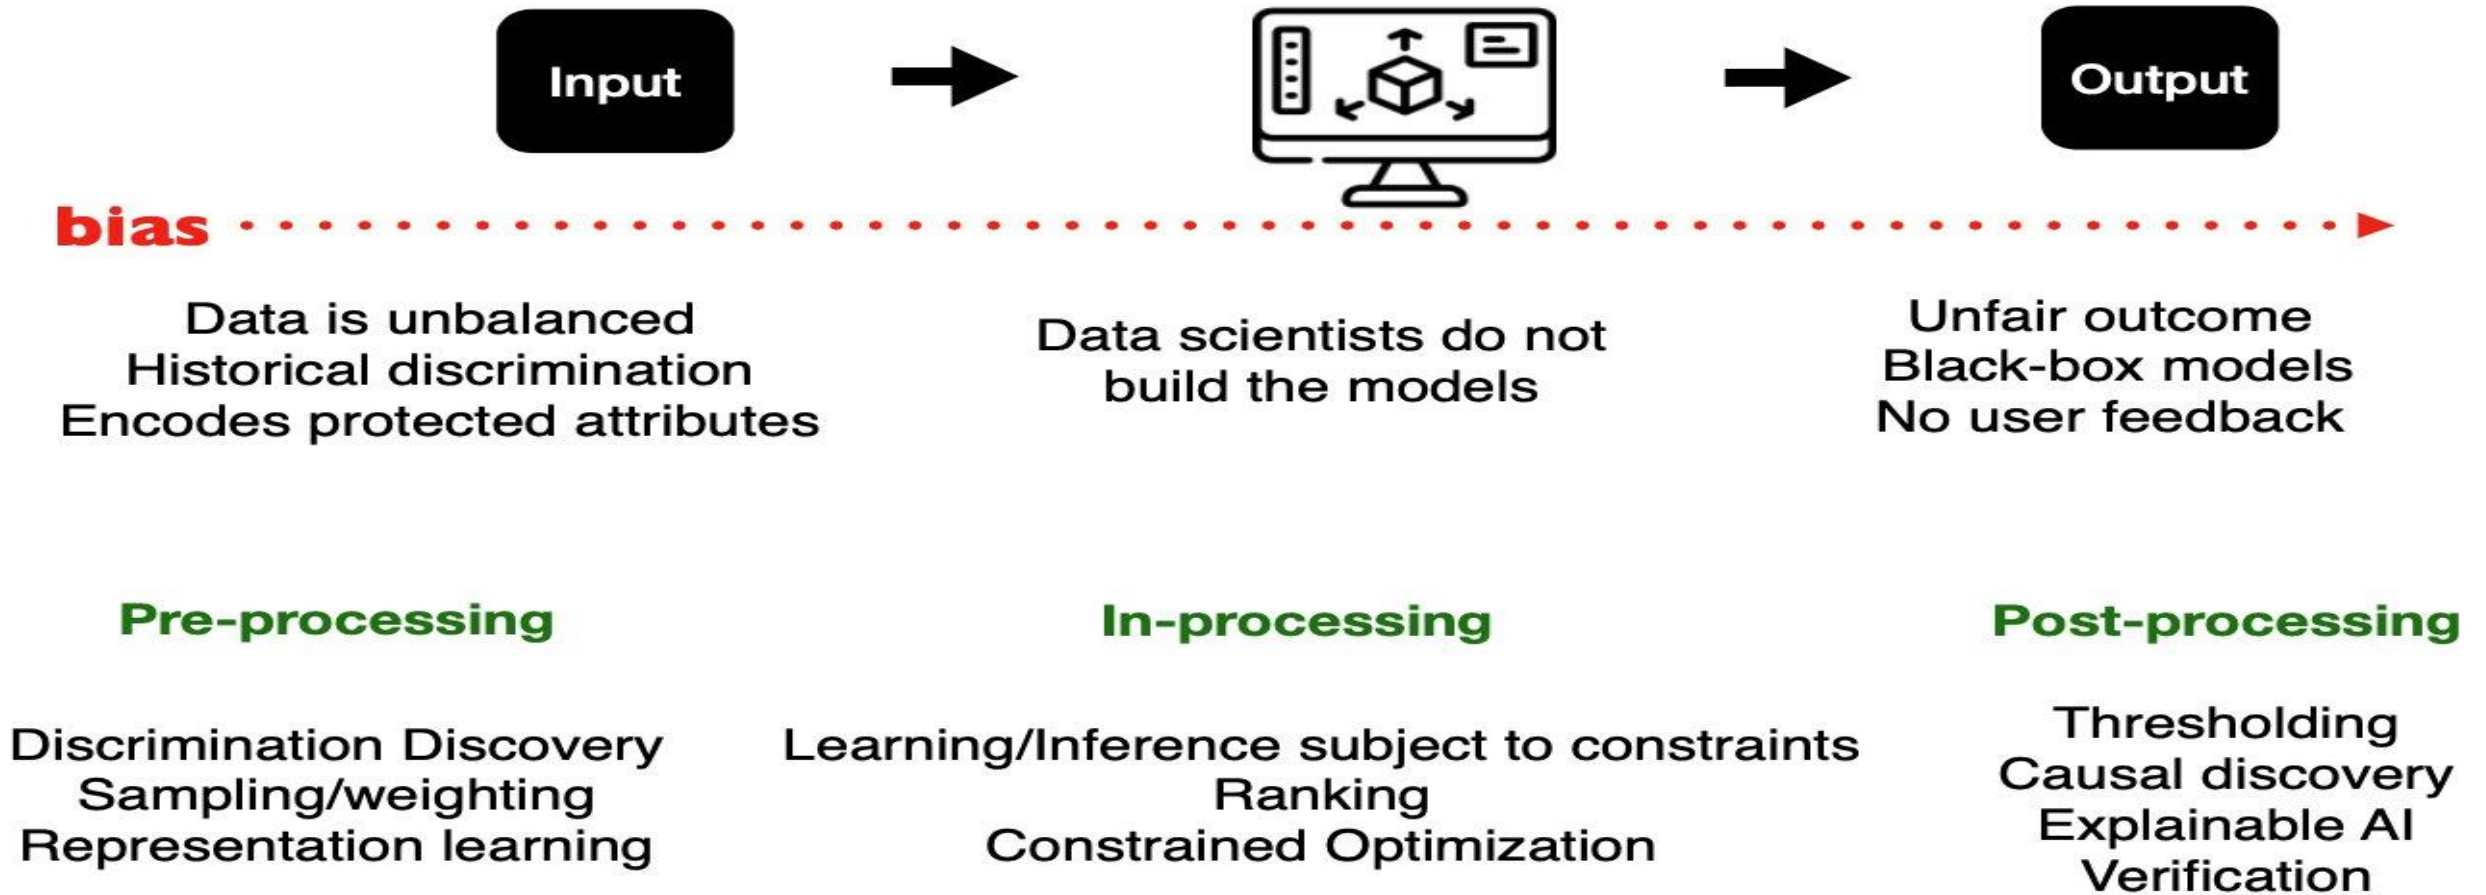 Input
Output
bias
Data is unbalanced
Historical discrimination
Encodes protected attributes
Data scientists do not
build the models
Unfair outcome
Black-box models
No user feedback
Pre-processing
In-processing
Post-processing
Discrimination Discovery
Sampling/weighting
Representation learning
Learning/Inference subject to constraints
Ranking
Constrained Optimization
Thresholding
Causal discovery
Explainable AI
Verification